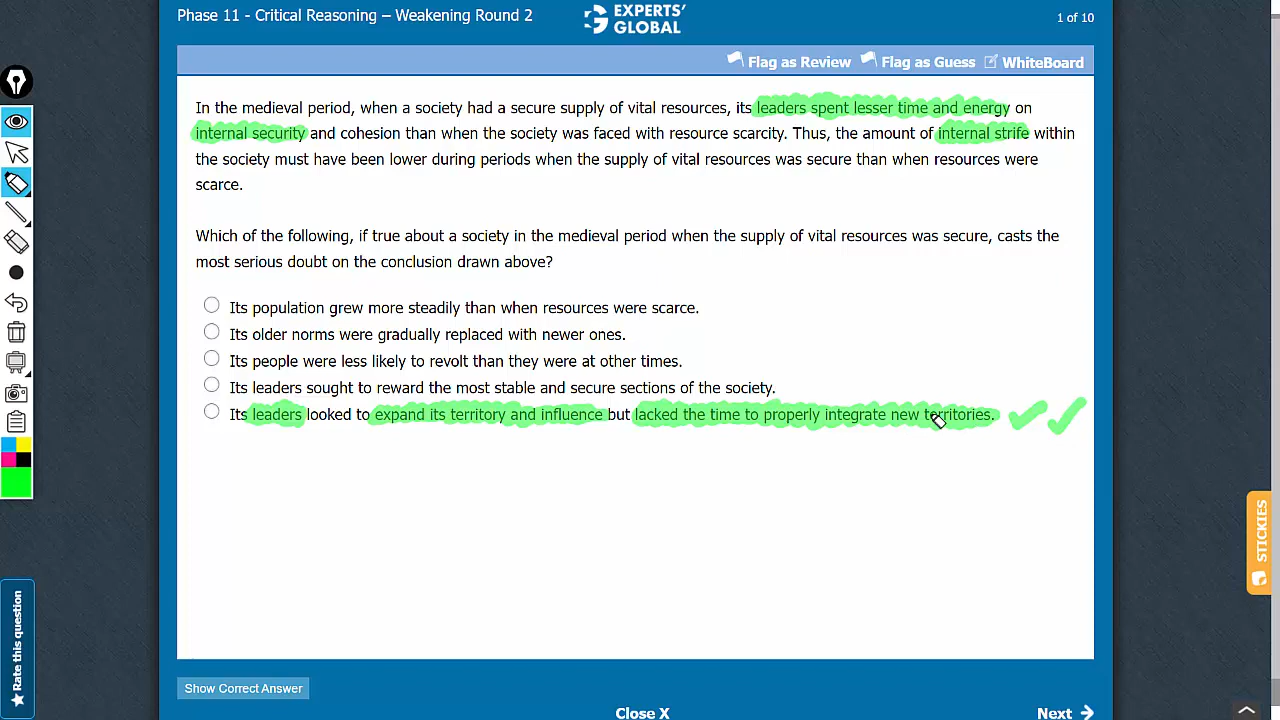 Phase 11 - Critical Reasoning – Weakening Round 2
EXPERTS'
GLOBAL
1 of 10
Flag as Review
Flag as Guess
WhiteBoard
In the medieval period, when a society had a secure supply of vital resources, its leaders spent lesser time and energy on
internal security and cohesion than when the society was faced with resource scarcity. Thus, the amount of internal strife within
the society must have been lower during periods when the supply of vital resources was secure than when resources were
scarce.
Which of the following, if true about a society in the medieval period when the supply of vital resources was secure, casts the
most serious doubt on the conclusion drawn above?
Its population grew more steadily than when resources were scarce.
Its older norms were gradually replaced with newer ones.
Its people were less likely to revolt than they were at other times.
Its leaders sought to reward the most stable and secure sections of the society.
Its leaders looked to expand its territory and influence but lacked the time to properly integrate new territories.
STICKIES
Rate this question
Show Correct Answer
Close X
Next